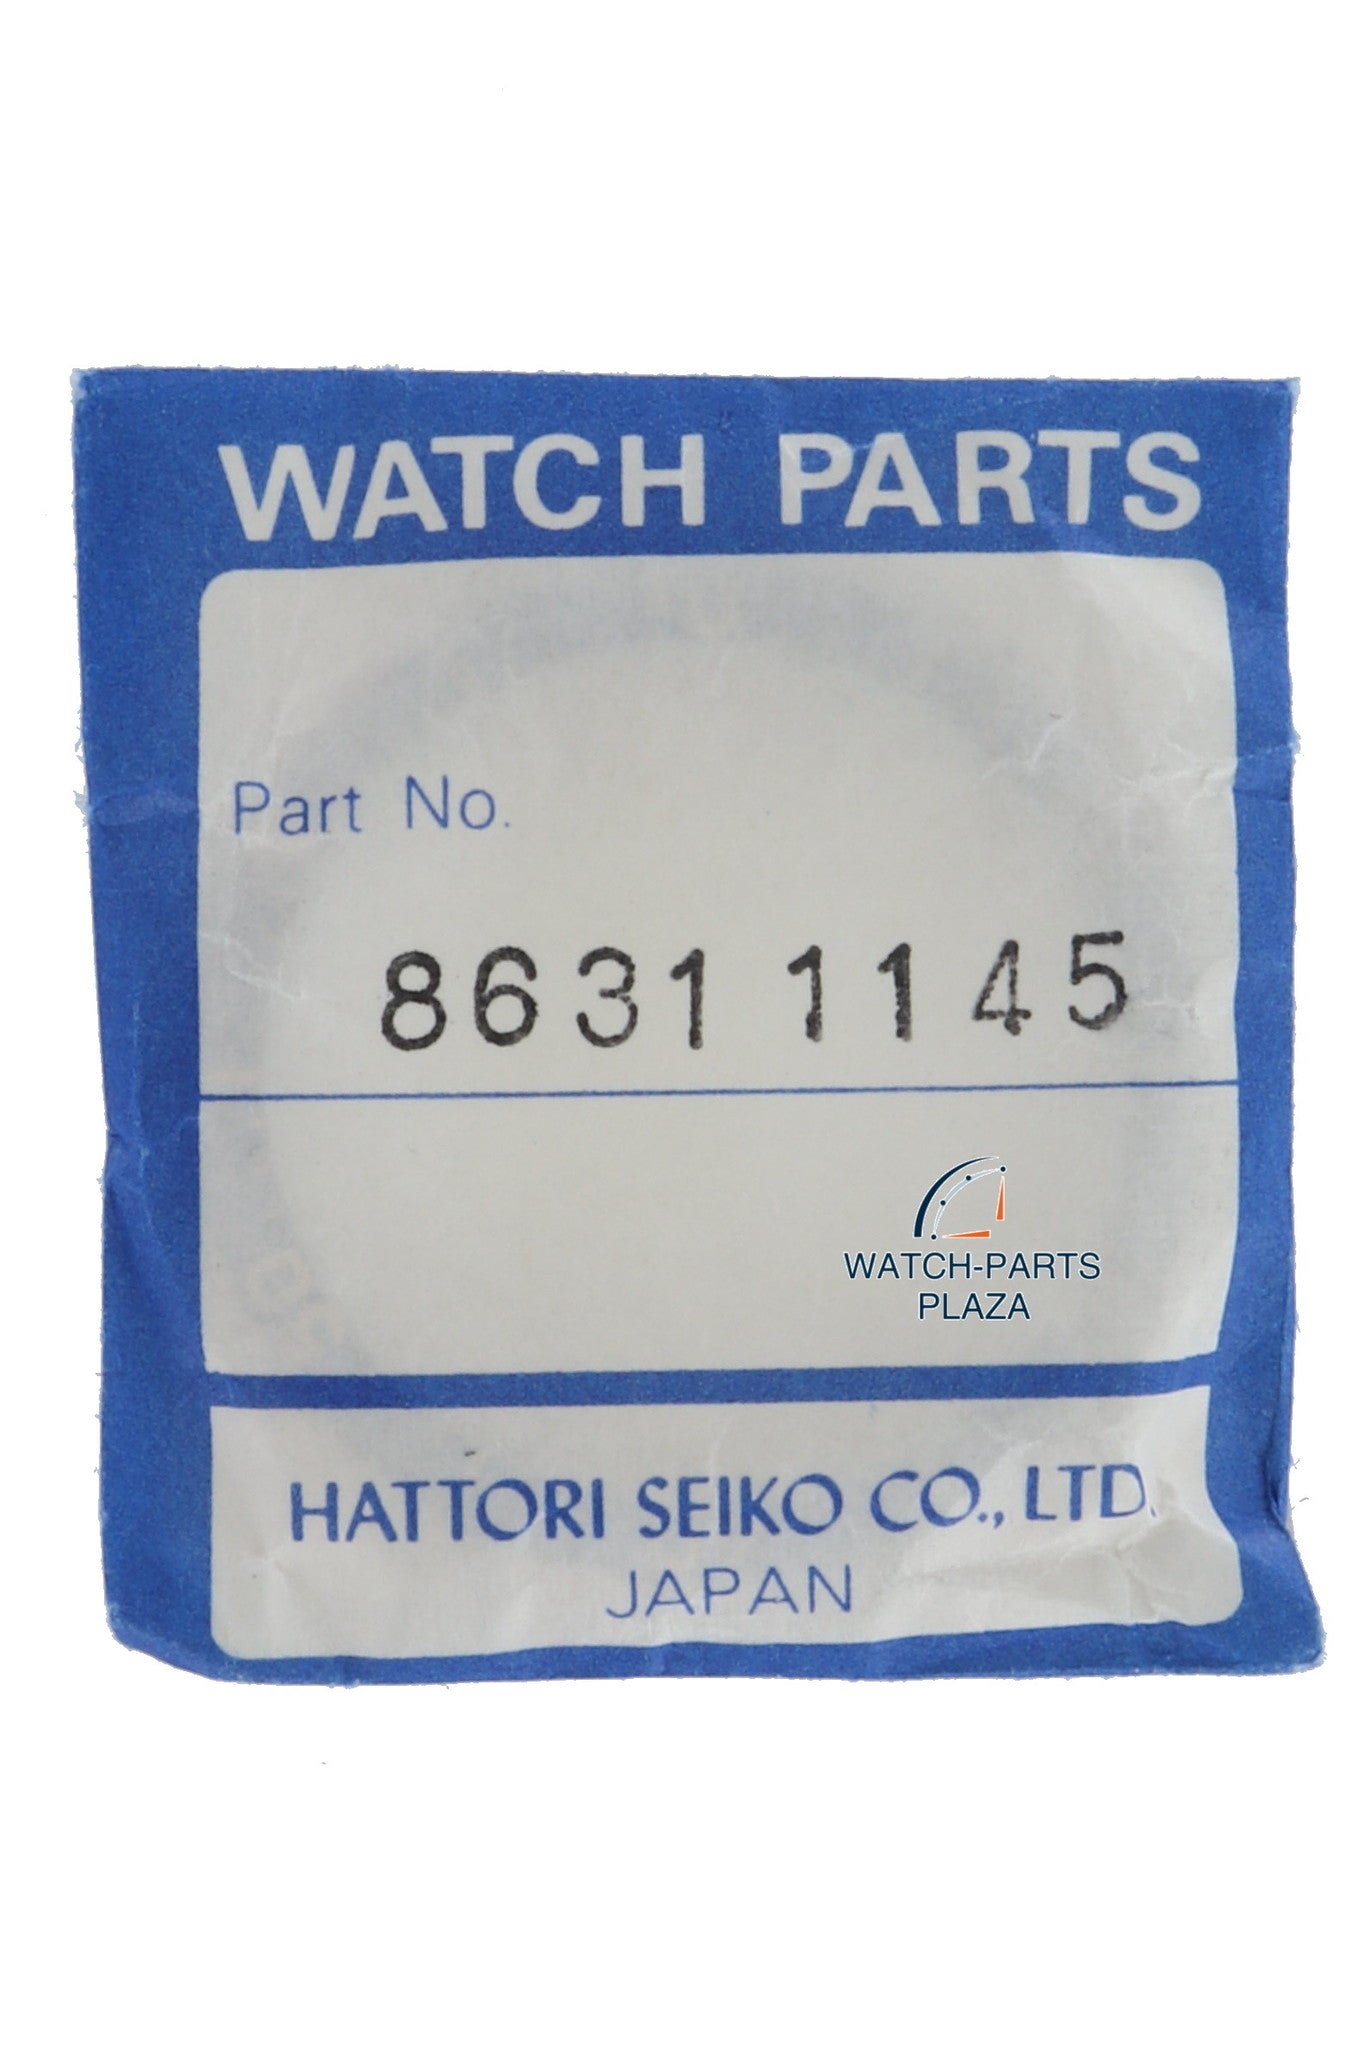 WATCH PARTS
Part No.
8631 1145
WATCH-PARTS
PLAZA
HATTORI SEIKO CO., LTD.
JAPAN